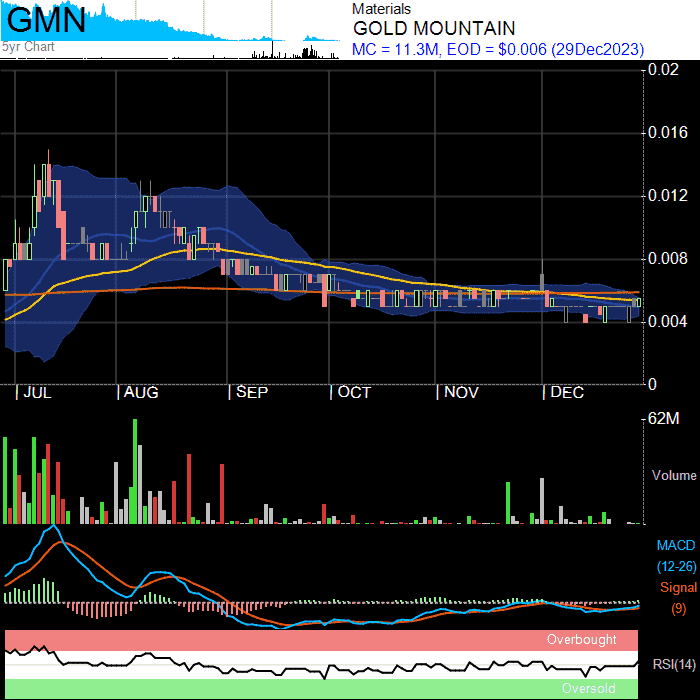 GMN
5yr Chart
Materials
GOLD MOUNTAIN
MC = 11.3M, EOD = $0.006 (29Dec2023)
0.02
0.016
0.012
0.008
0.004
0
JUL AUG SEP OCT NOV DEC
62M
Volume
MACD
(12-26)
Signal
(9)
Overbought
RSI(14)
Oversold